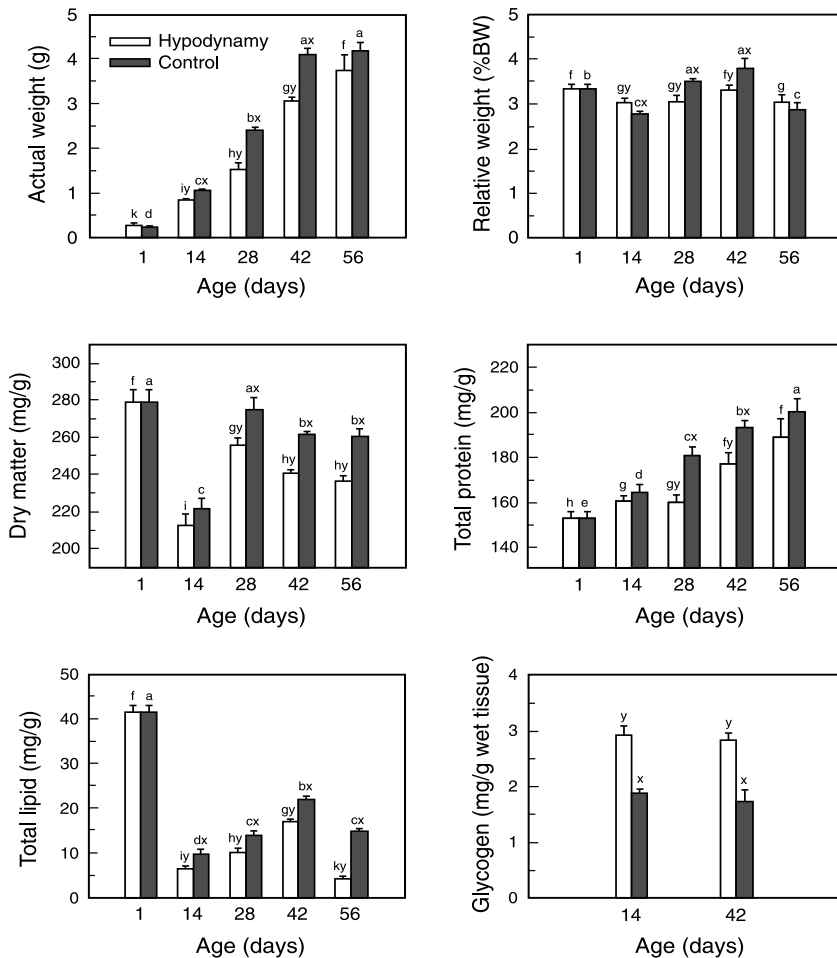 Actual weight (g)
5
4
3
2
1
0
Hypodynamy
Control
k d iy cx hy bx gy ax f a
1 14 28 42 56
Age (days)
Relative weight (%BW)
5
4
3
2
1
0
f b gy cx gy ax fy ax g c
1 14 28 42 56
Age (days)
Dry matter (mg/g)
300
280
260
240
220
200
f a i c gy ax hy bx hy bx
1 14 28 42 56
Age (days)
Total protein (mg/g)
220
200
180
160
140
h e g d gy cx fy bx f a
1 14 28 42 56
Age (days)
Total lipid (mg/g)
50
40
30
20
10
0
f a iy dx hy cx gy bx ky cx
1 14 28 42 56
Age (days)
Glycogen (mg/g wet tissue)
4
3
2
1
0
y x y x
14 42
Age (days)